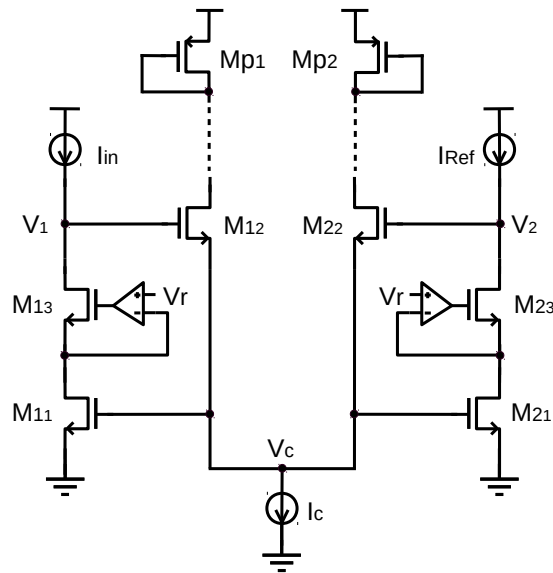 Mp1 Mp2
Iin IRef
V1 M12 M22 V2
M13 Vr Vr M23
+ +
- -
M11 M21
Vc
Ic